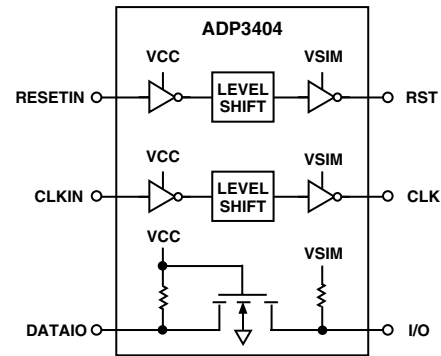 ADP3404
VCC
VSIM
RESETIN
LEVEL
SHIFT
RST
VCC
VSIM
CLKIN
LEVEL
SHIFT
CLK
VCC
VSIM
DATAIO
I/O